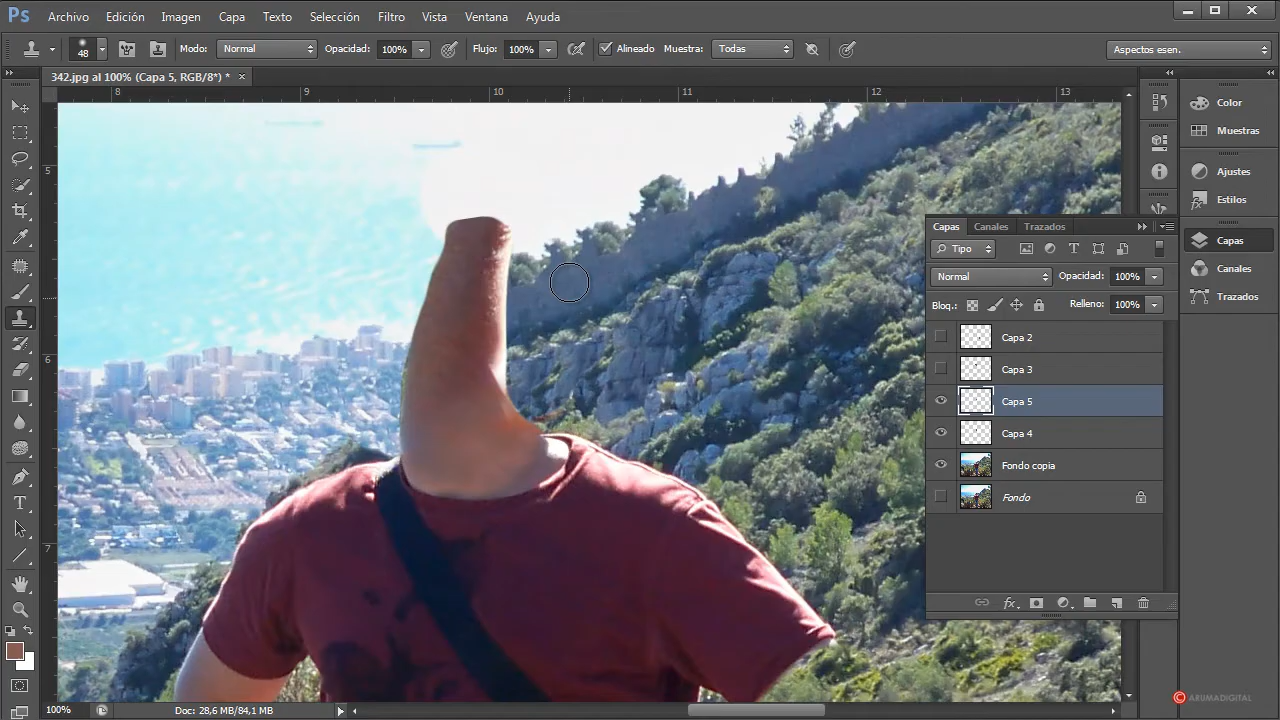 Ps Archivo Edición Imagen Capa Texto Selección Filtro Vista Ventana Ayuda
48 Modo: Normal Opacidad: 100% Flujo: 100% Alineado Muestra: Todas Aspectos esen.
342.jpg al 100% (Capa 5, RGB/8*) * ×
8 9 10 11 12 13
5
6
7
Color
Muestras
Ajustes
Estilos
Capas
Canales
Trazados
Capas Canales Trazados
Tipo
Normal Opacidad: 100%
Bloq.: Relleno: 100%
Capa 2
Capa 3
Capa 5
Capa 4
Fondo copia
Fondo
fx
100% Doc: 28,6 MB/84,1 MB
© ARUMADIGITAL